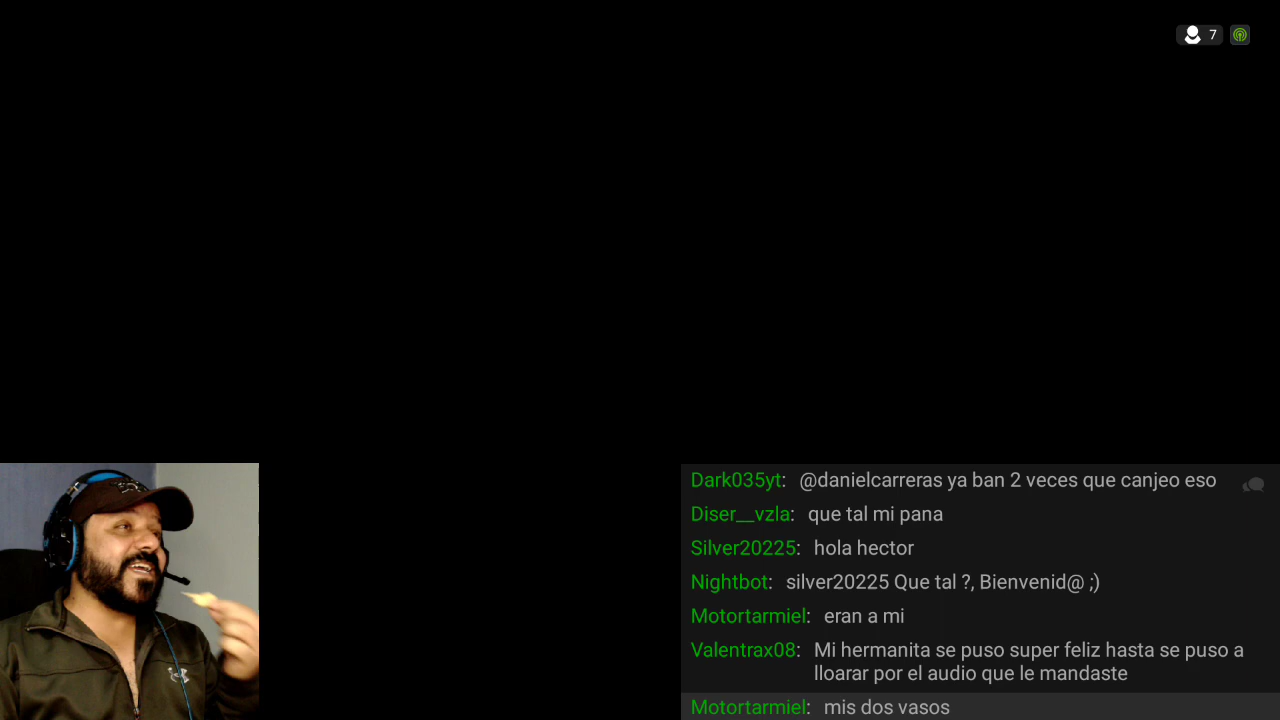 7
Dark035yt: @danielcarreras ya ban 2 veces que canjeo eso
Diser__vzla: que tal mi pana
Silver20225: hola hector
Nightbot: silver20225 Que tal ?, Bienvenid@ ;)
Motortarmiel: eran a mi
Valentrax08: Mi hermanita se puso super feliz hasta se puso a
lloarar por el audio que le mandaste
Motortarmiel: mis dos vasos